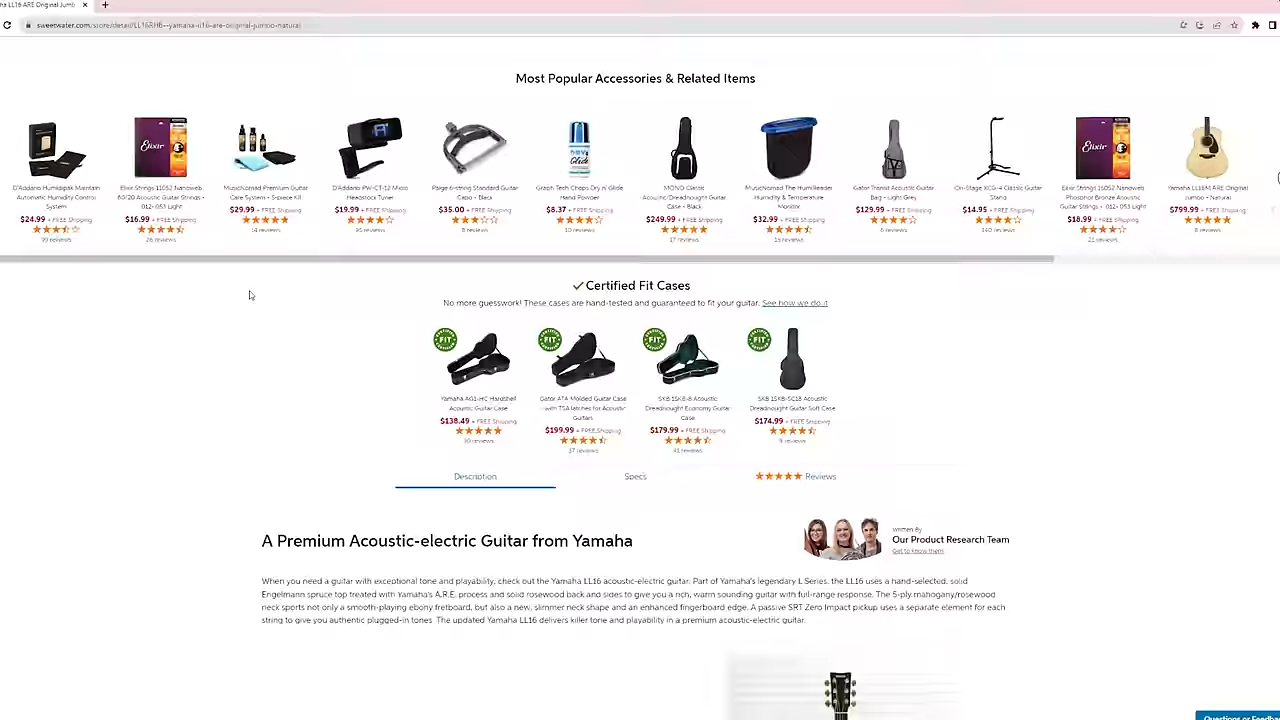 ha LL16 ARE Original Jumb
sweetwater.com/store/detail/LL16RHB--yamaha-ll16-are-original-jumbo-natural
Most Popular Accessories & Related Items
D'Addario Humidipak Maintain
Automatic Humidity Control
System
$24.99 + FREE Shipping
Elixir Strings 11052 Nanoweb
80/20 Acoustic Guitar Strings -
.012-.053 Light
$16.99 + FREE Shipping
26 reviews
MusicNomad Premium Guitar
Care System - 5-piece Kit
$29.99 + FREE Shipping
14 reviews
D'Addario PW-CT-12 Micro
Headstock Tuner
$19.99 + FREE Shipping
Paige 6-string Standard Guitar
Capo - Black
$35.00 + FREE Shipping
8 reviews
Graph Tech Chops Dry n' Glide
Hand Powder
$8.37 + FREE Shipping
10 reviews
MONO Classic
Acoustic/Dreadnought Guitar
Case - Black
$249.99 + FREE Shipping
17 reviews
MusicNomad The HumiReader
Humidity & Temperature
Monitor
$32.99 + FREE Shipping
Gator Transit Acoustic Guitar
Bag - Light Grey
$129.99 + FREE Shipping
6 reviews
On-Stage XCG-4 Classic Guitar
Stand
$14.95 + FREE Shipping
Elixir Strings 16052 Nanoweb
Phosphor Bronze Acoustic
Guitar Strings - .012-.053 Light
$18.99 + FREE Shipping
21 reviews
Yamaha LL16M ARE Original
Jumbo - Natural
$799.99 + FREE Shipping
8 reviews
Certified Fit Cases
No more guesswork! These cases are hand-tested and guaranteed to fit your guitar. See how we do it
Yamaha AG1-HC Hardshell
Acoustic Guitar Case
$138.49 + FREE Shipping
Gator ATA Molded Guitar Case
- with TSA latches for Acoustic
Guitars
$199.99 + FREE Shipping
37 reviews
SKB 1SKB-8 Acoustic
Dreadnought Economy Guitar
Case
$179.99 + FREE Shipping
41 reviews
SKB 1SKB-SC18 Acoustic
Dreadnought Guitar Soft Case
$174.99 + FREE Shipping
9 reviews
Description
Specs
Reviews
A Premium Acoustic-electric Guitar from Yamaha
Written By
Our Product Research Team
Get to know them
When you need a guitar with exceptional tone and playability, check out the Yamaha LL16 acoustic-electric guitar. Part of Yamaha's legendary L Series, the LL16 uses a hand-selected, solid
Engelmann spruce top treated with Yamaha's A.R.E. process and solid rosewood back and sides to give you a rich, warm sounding guitar with full-range response. The 5-ply mahogany/rosewood
neck sports not only a smooth-playing ebony fretboard, but also a new, slimmer neck shape and an enhanced fingerboard edge. A passive SRT Zero Impact pickup uses a separate element for each
string to give you authentic plugged-in tones. The updated Yamaha LL16 delivers killer tone and playability in a premium acoustic-electric guitar.
Questions or Feedba